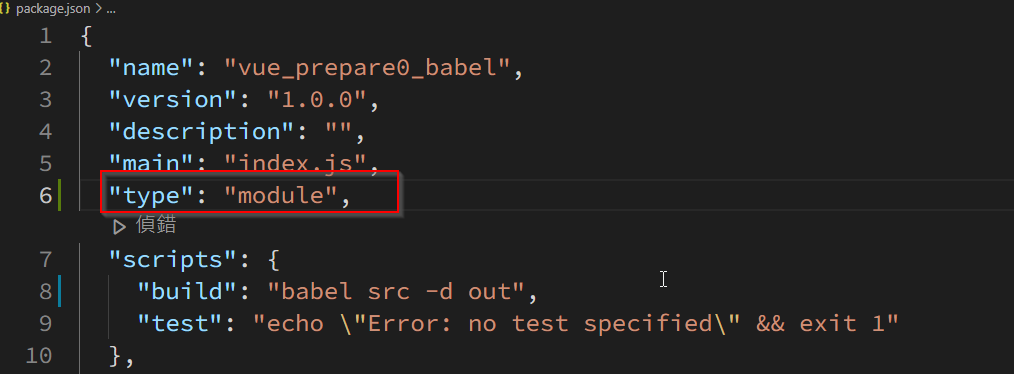 {} package.json > ...
1 {
2 "name": "vue_prepare0_babel",
3 "version": "1.0.0",
4 "description": "",
5 "main": "index.js",
6 "type": "module",
▷ 偵錯
7 "scripts": {
8 "build": "babel src -d out",
9 "test": "echo \"Error: no test specified\" && exit 1"
10 },